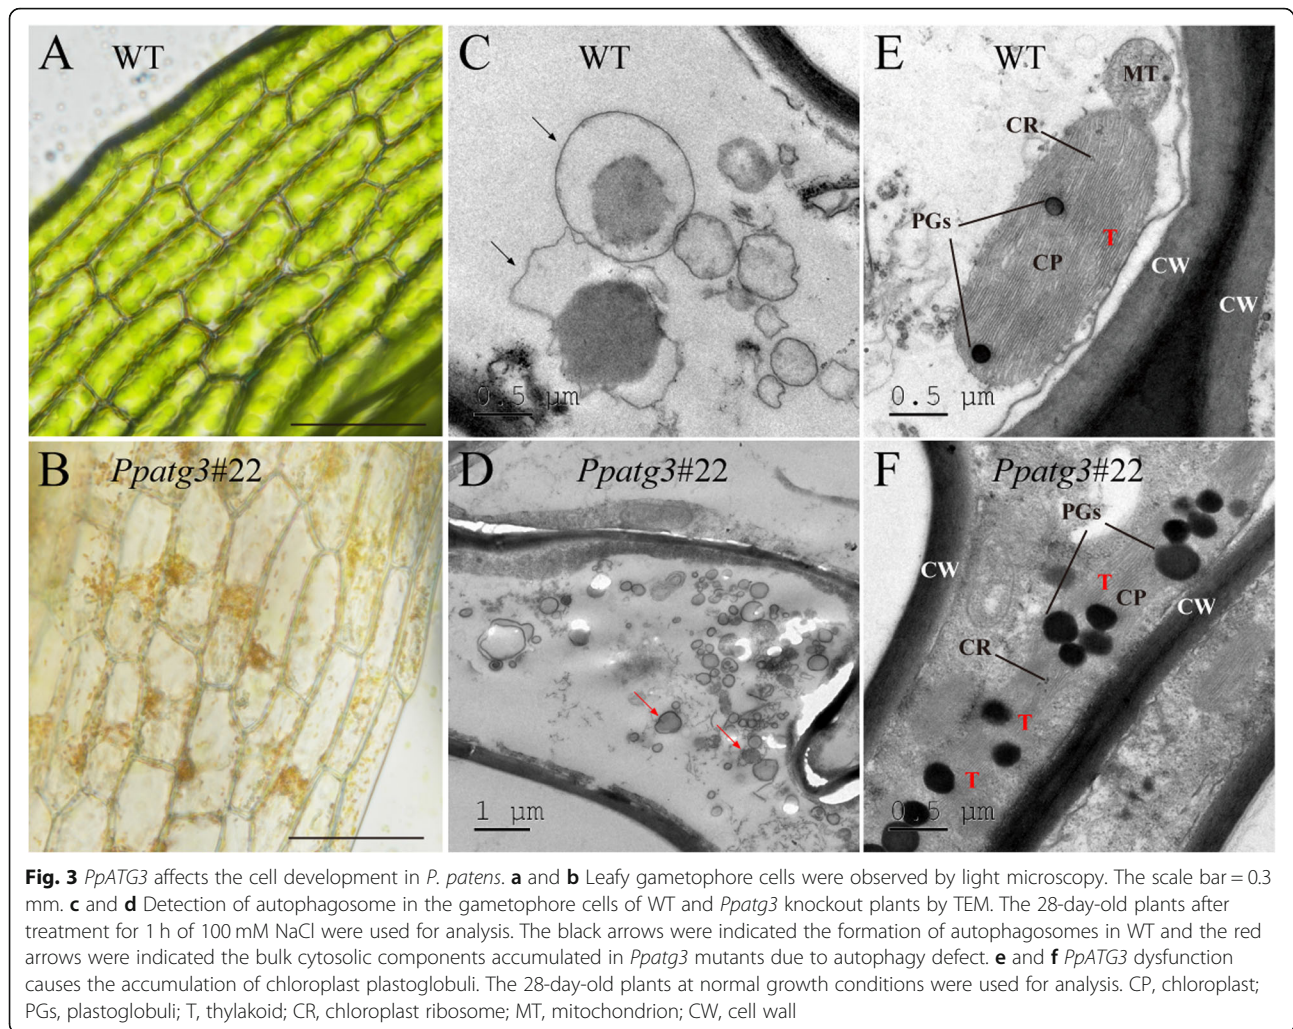 A WT
C WT
E WT
MT
CR
PGs
T
CP
CW
CW
0.5 µm
0.5 µm
B Ppatg3#22
D Ppatg3#22
F Ppatg3#22
PGs
CW
T
CP
CW
CR
T
T
1 µm
0.5 µm
Fig. 3 PpATG3 affects the cell development in P. patens. a and b Leafy gametophore cells were observed by light microscopy. The scale bar = 0.3
mm. c and d Detection of autophagosome in the gametophore cells of WT and Ppatg3 knockout plants by TEM. The 28-day-old plants after
treatment for 1 h of 100 mM NaCl were used for analysis. The black arrows were indicated the formation of autophagosomes in WT and the red
arrows were indicated the bulk cytosolic components accumulated in Ppatg3 mutants due to autophagy defect. e and f PpATG3 dysfunction
causes the accumulation of chloroplast plastoglobuli. The 28-day-old plants at normal growth conditions were used for analysis. CP, chloroplast;
PGs, plastoglobuli; T, thylakoid; CR, chloroplast ribosome; MT, mitochondrion; CW, cell wall